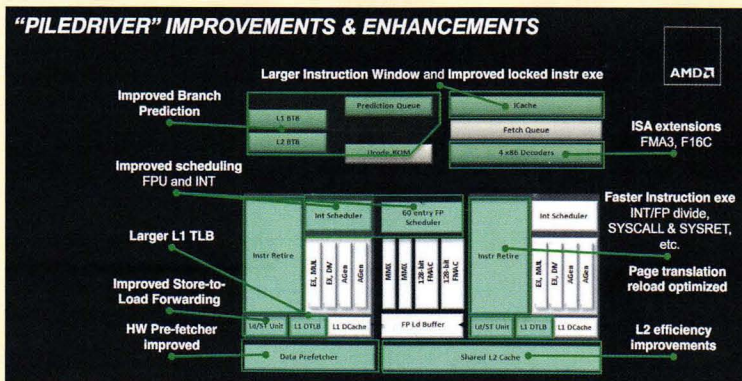 "PILEDRIVER" IMPROVEMENTS & ENHANCEMENTS
AMD
Larger Instruction Window and Improved locked instr exe
Improved Branch
Prediction
Prediction Queue
ICache
L1 BTB
Fetch Queue
ISA extensions
FMA3, F16C
L2 BTB
Ucode ROM
4 x86 Decoders
Improved scheduling
FPU and INT
Int Scheduler
60 entry FP
Scheduler
Int Scheduler
Faster Instruction exe
INT/FP divide,
SYSCALL & SYSRET,
etc.
Larger L1 TLB
Instr Retire
EX, MUL
EX, DIV
AGen
AGen
MMX
MMX
128-bit
FMAC
128-bit
FMAC
Instr Retire
EX, MUL
EX, DIV
AGen
AGen
Page translation
reload optimized
Improved Store-to-
Load Forwarding
Ld/ST Unit
L1 DTLB
L1 DCache
FP Ld Buffer
Ld/ST Unit
L1 DTLB
L1 DCache
HW Pre-fetcher
improved
L2 efficiency
improvements
Data Prefetcher
Shared L2 Cache